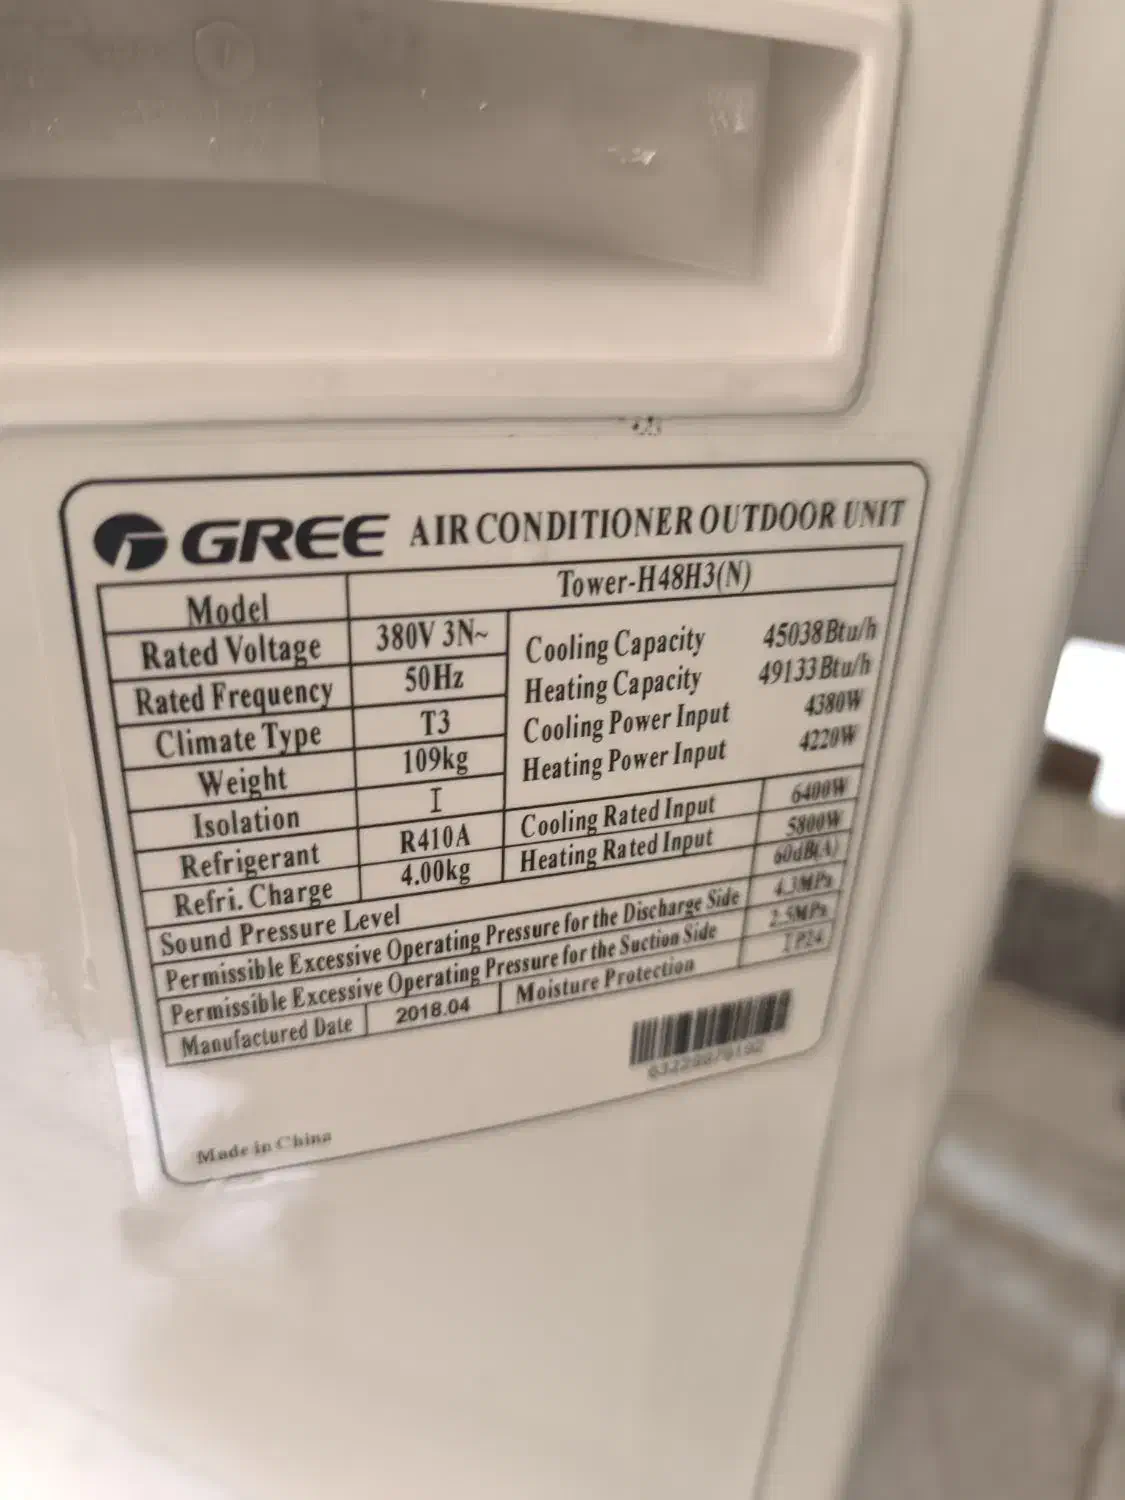 GREE AIR CONDITIONER OUTDOOR UNIT
Model Tower-H48H3(N)
Rated Voltage 380V 3N~
Rated Frequency 50Hz
Climate Type T3
Weight 109kg
Isolation I
Refrigerant R410A
Refri. Charge 4.00kg
Cooling Capacity 45038Btu/h
Heating Capacity 49133Btu/h
Cooling Power Input 4380W
Heating Power Input 4220W
Cooling Rated Input 6400W
Heating Rated Input 5800W
Sound Pressure Level 60dB(A)
Permissible Excessive Operating Pressure for the Discharge Side 4.3MPa
Permissible Excessive Operating Pressure for the Suction Side 2.5MPa
Manufactured Date 2018.04 Moisture Protection IP24
Made in China